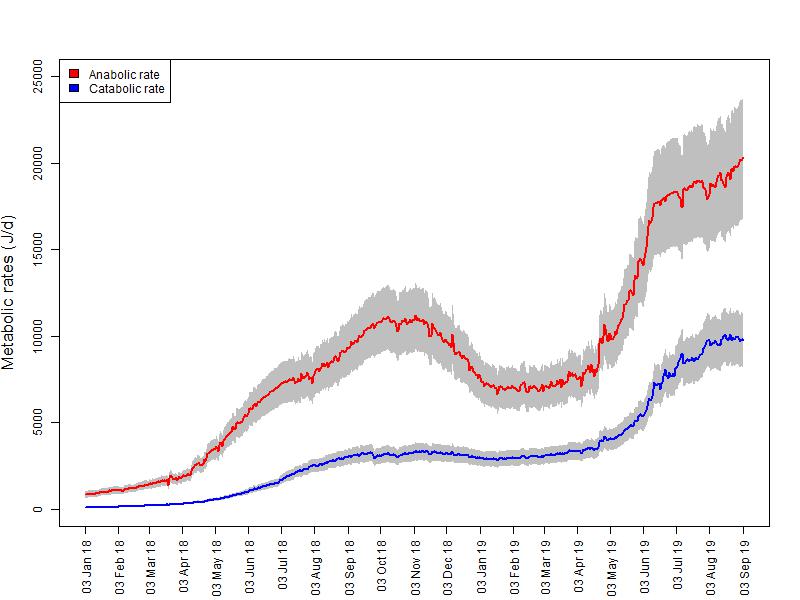 Anabolic rate
Catabolic rate
Metabolic rates (J/d)
25000
20000
15000
10000
5000
0
03 Jan 18
03 Feb 18
03 Mar 18
03 Apr 18
03 May 18
03 Jun 18
03 Jul 18
03 Aug 18
03 Sep 18
03 Oct 18
03 Nov 18
03 Dec 18
03 Jan 19
03 Feb 19
03 Mar 19
03 Apr 19
03 May 19
03 Jun 19
03 Jul 19
03 Aug 19
03 Sep 19